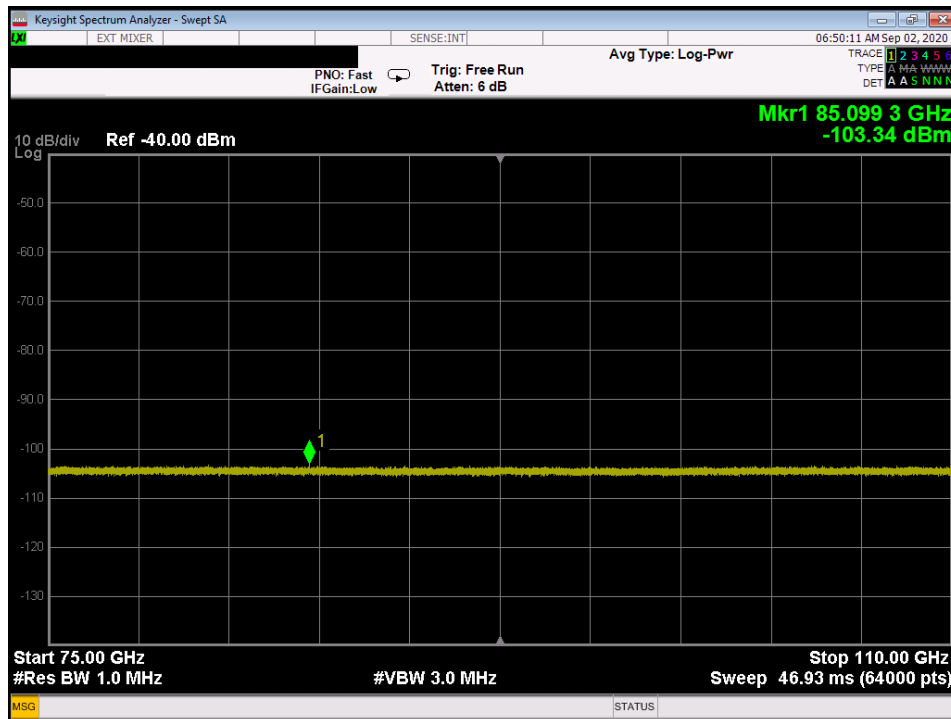 Keysight Spectrum Analyzer - Swept SA
LXI EXT MIXER SENSE:INT 06:50:11 AM Sep 02, 2020
Avg Type: Log-Pwr
TRACE 1 2 3 4 5 6
PNO: Fast Trig: Free Run
TYPE A M A W W W W
IFGain:Low Atten: 6 dB
DET A A S N N N
Mkr1 85.099 3 GHz
10 dB/div Ref -40.00 dBm -103.34 dBm
Log
-50.0
-60.0
-70.0
-80.0
-90.0
1
-100
-110
-120
-130
Start 75.00 GHz Stop 110.00 GHz
#Res BW 1.0 MHz #VBW 3.0 MHz Sweep 46.93 ms (64000 pts)
MSG STATUS